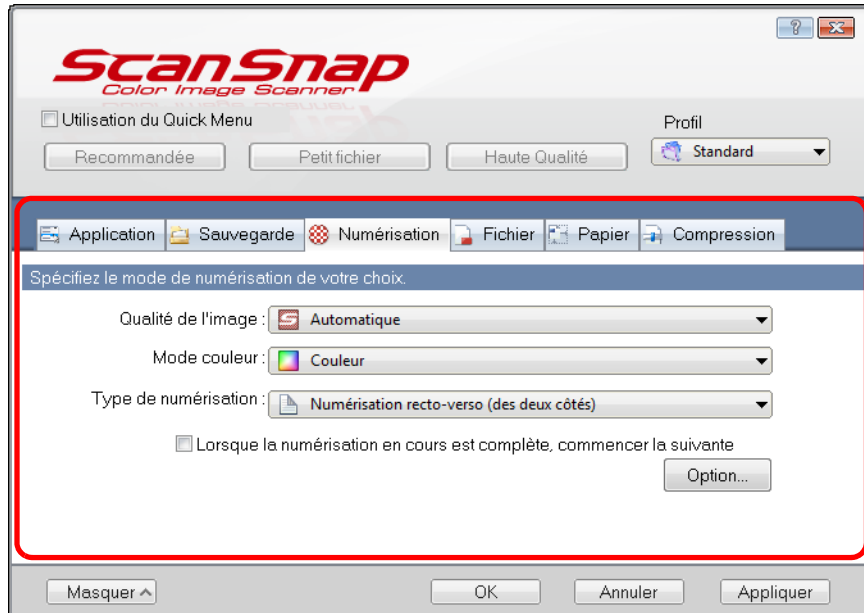 ScanSnap
Color Image Scanner
Utilisation du Quick Menu
Profil
Recommandée Petit fichier Haute Qualité Standard
Application Sauvegarde Numérisation Fichier Papier Compression
Spécifiez le mode de numérisation de votre choix.
Qualité de l'image : Automatique
Mode couleur : Couleur
Type de numérisation : Numérisation recto-verso (des deux côtés)
Lorsque la numérisation en cours est complète, commencer la suivante
Option...
Masquer OK Annuler Appliquer